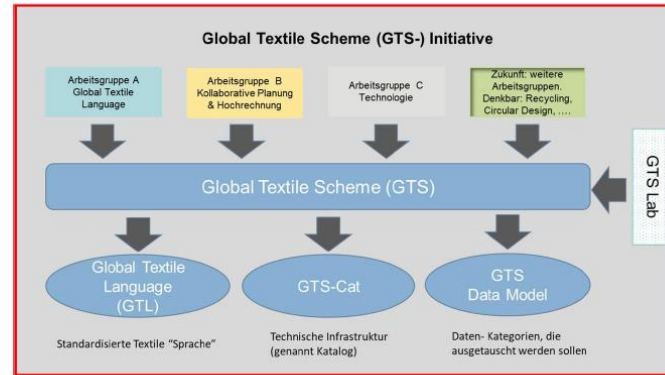 Global Textile Scheme (GTS-) Initiative
Arbeitsgruppe A
Global Textile
Language
Arbeitsgruppe B
Kollaborative Planung
& Hochrechnung
Arbeitsgruppe C
Technologie
Zukunft: weitere
Arbeitsgruppen.
Denkbar: Recycling,
Circular Design, ....
Global Textile Scheme (GTS)
GTS Lab
Global Textile
Language
(GTL)
GTS-Cat
GTS
Data Model
Standardisierte Textile “Sprache”
Technische Infrastruktur
(genannt Katalog)
Daten- Kategorien, die
ausgetauscht werden sollen